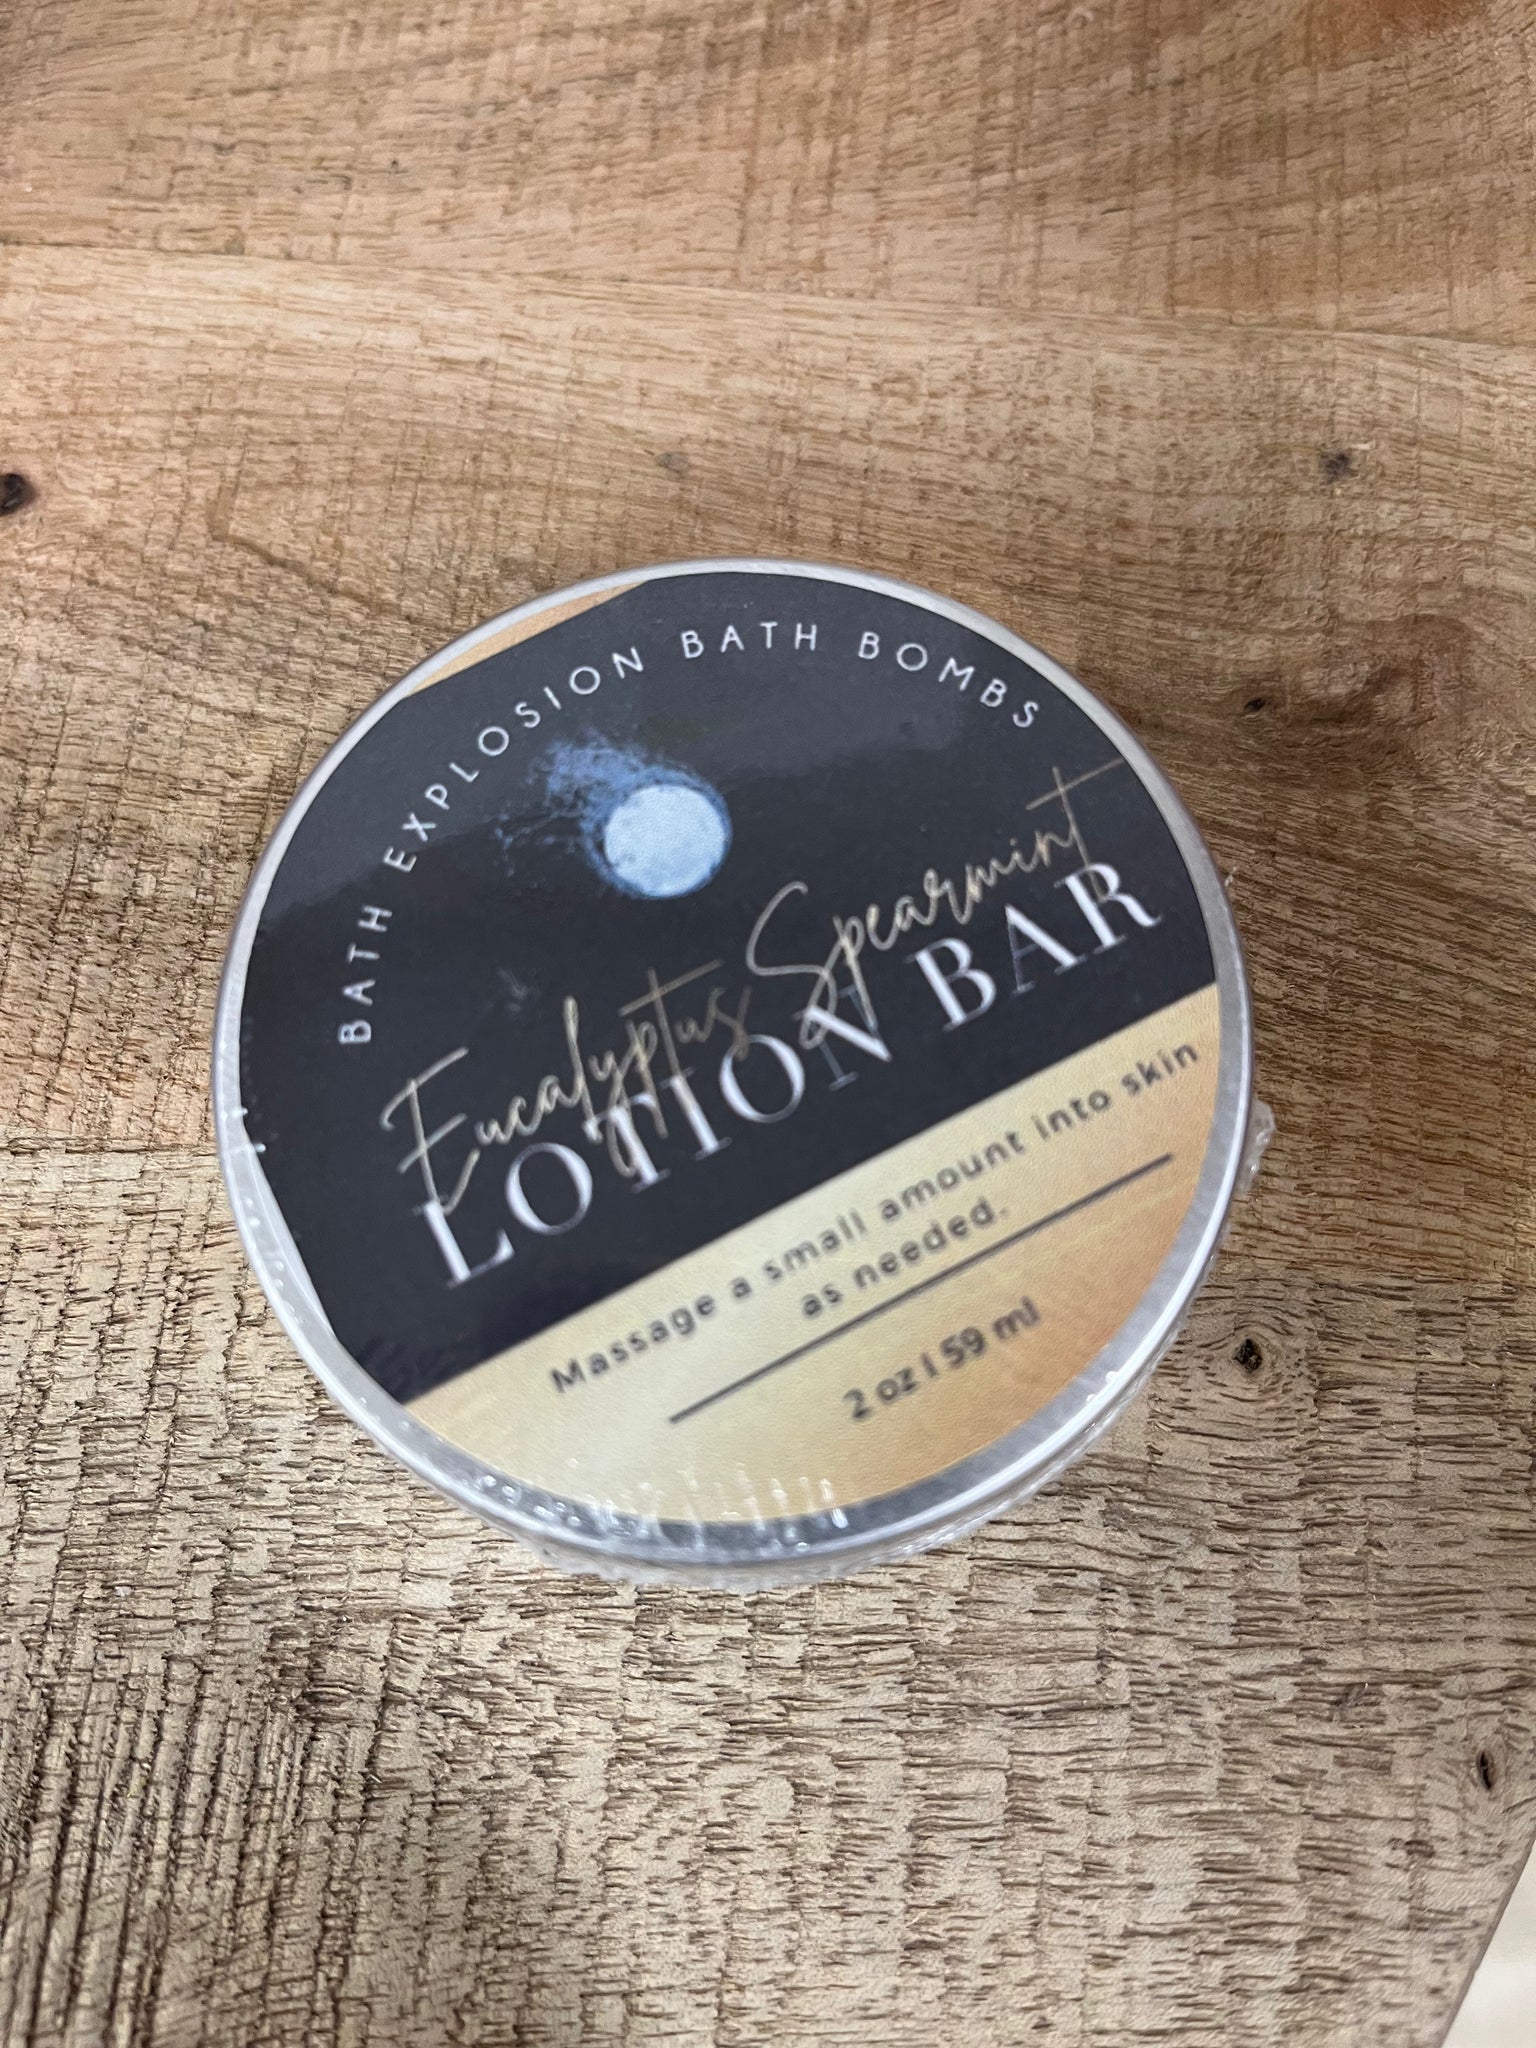 BATH EXPLOSION BATH BOMBS
Eucalyptus Spearmint
LOTION BAR
Massage a small amount into skin
as needed.
2 oz | 59 ml